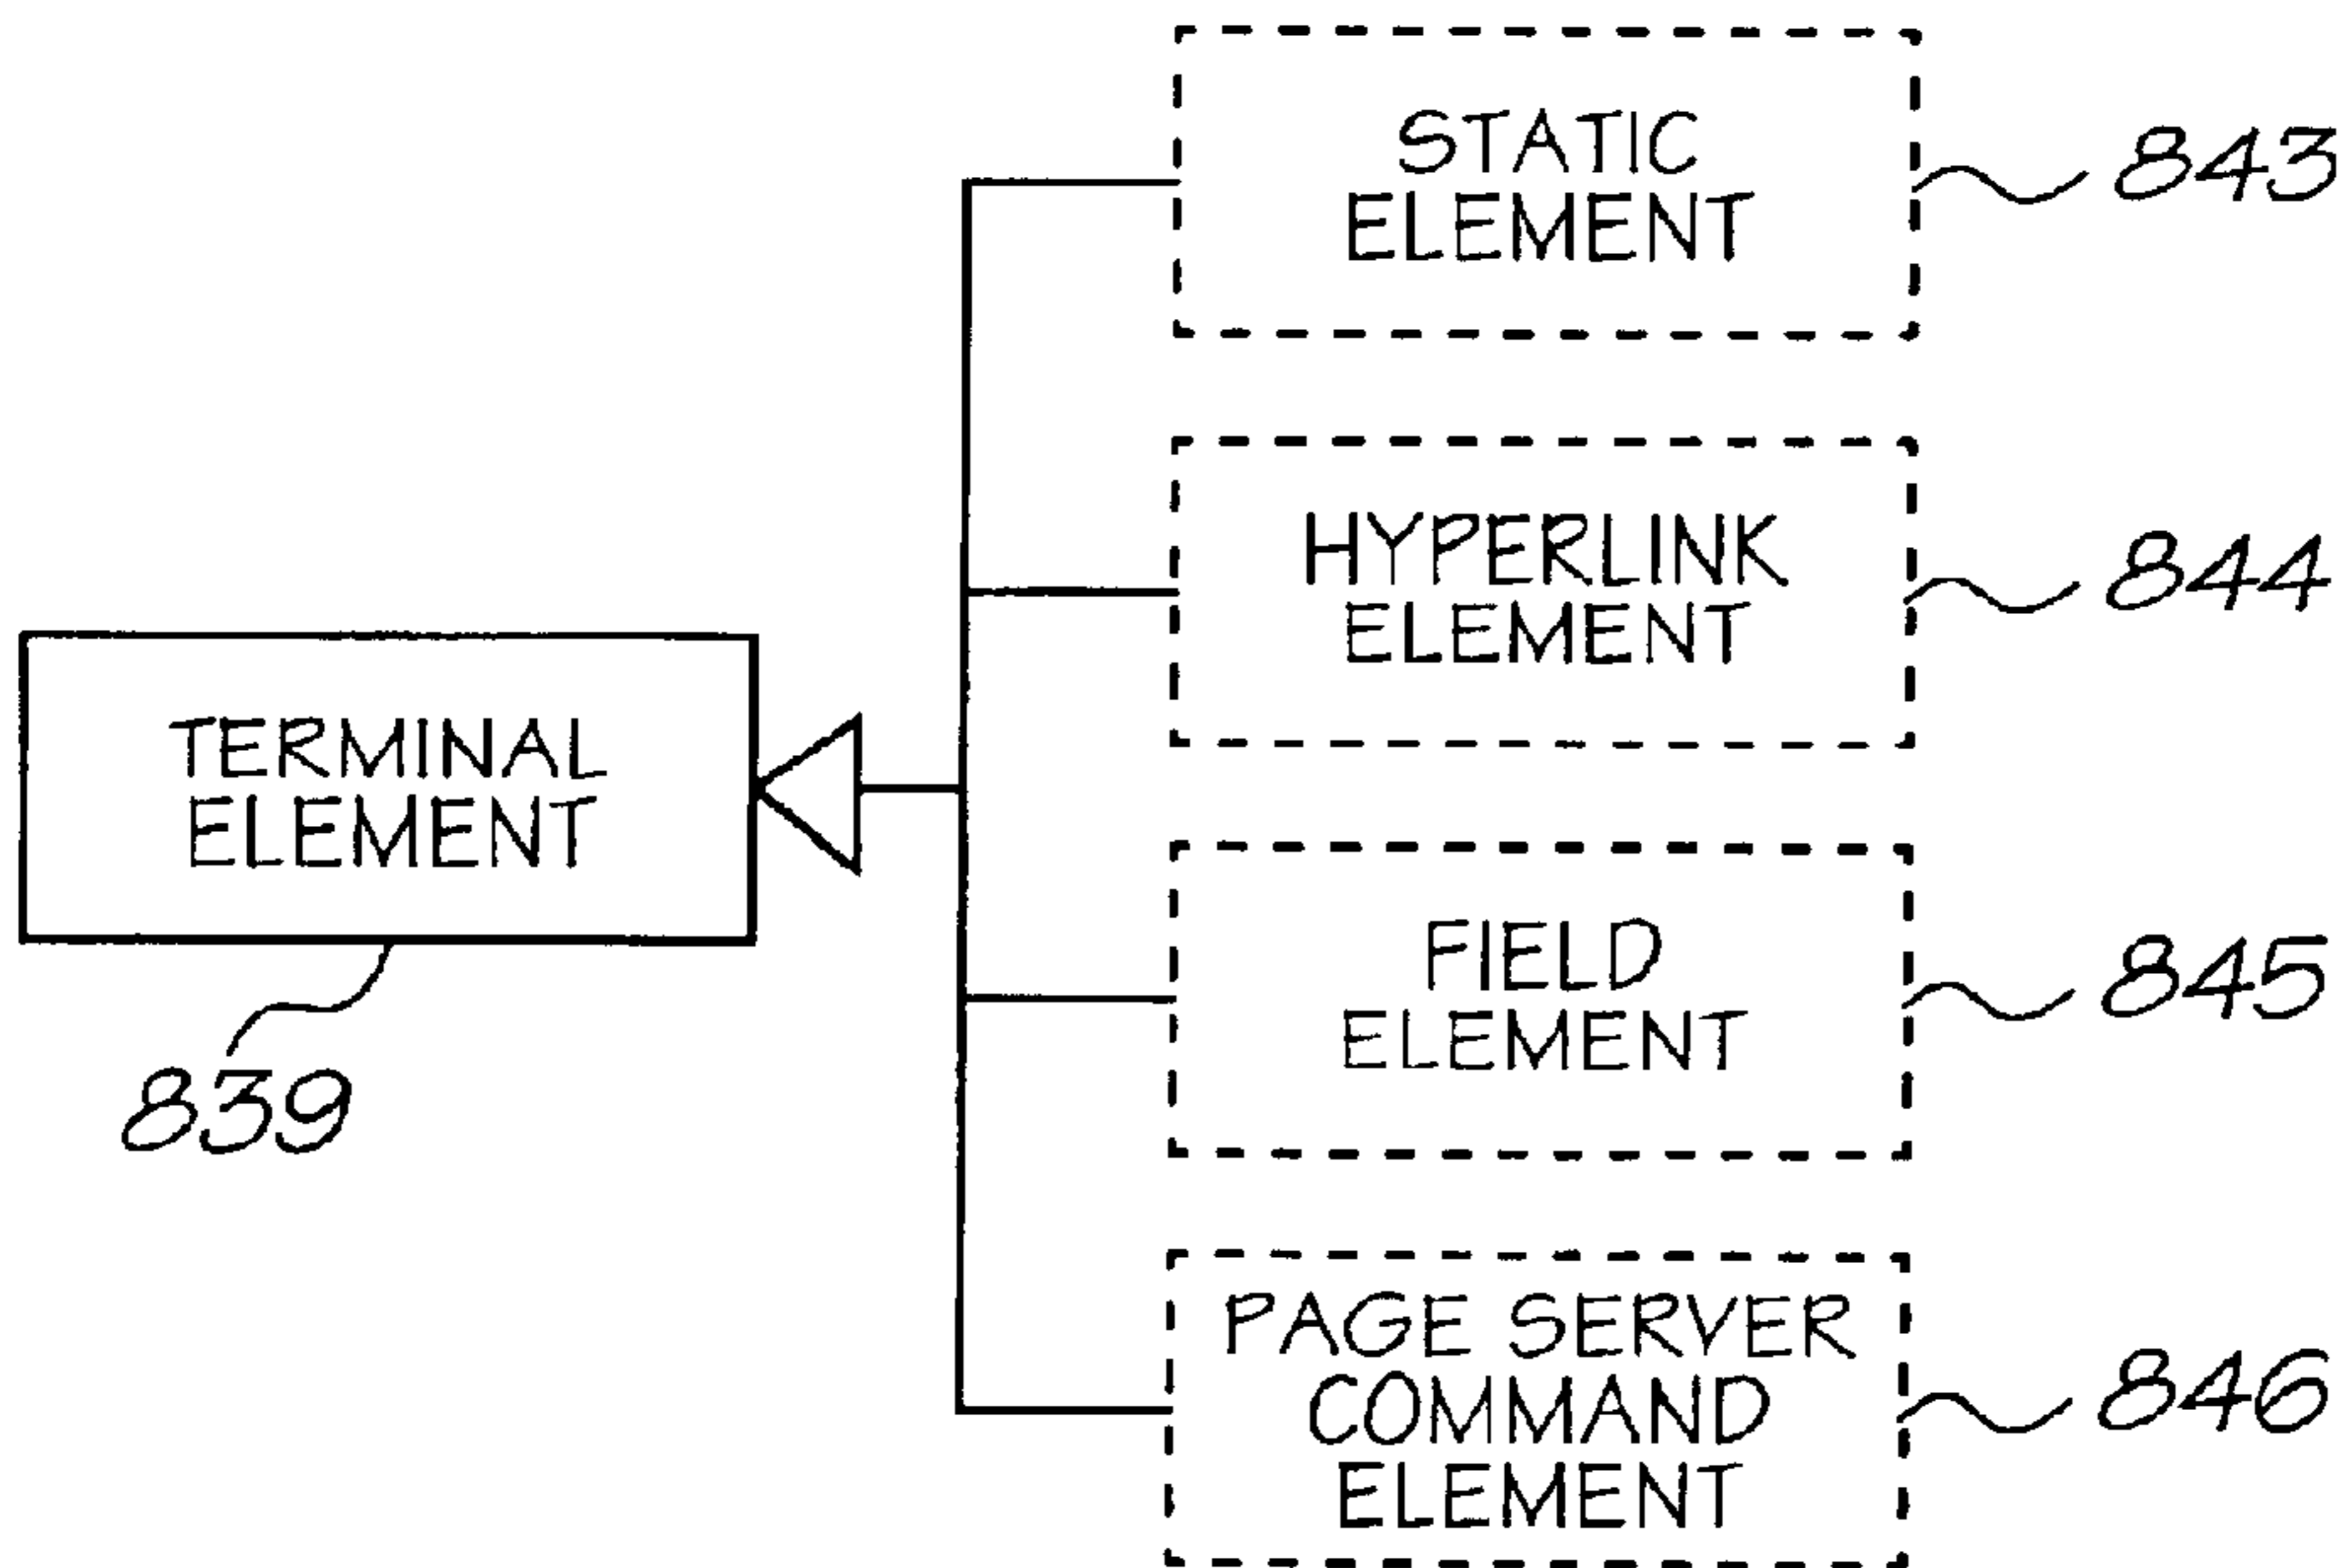 STATIC
ELEMENT
843
HYPERLINK
ELEMENT
844
TERMINAL
ELEMENT
839
FIELD
ELEMENT
845
PAGE SERVER
COMMAND
ELEMENT
846